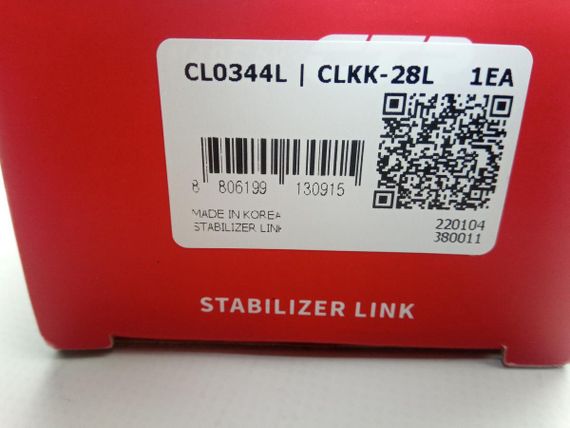 CL0344L | CLKK-28L 1EA
8 806199 130915
MADE IN KOREA
STABILIZER LINK
220104
380011
STABILIZER LINK